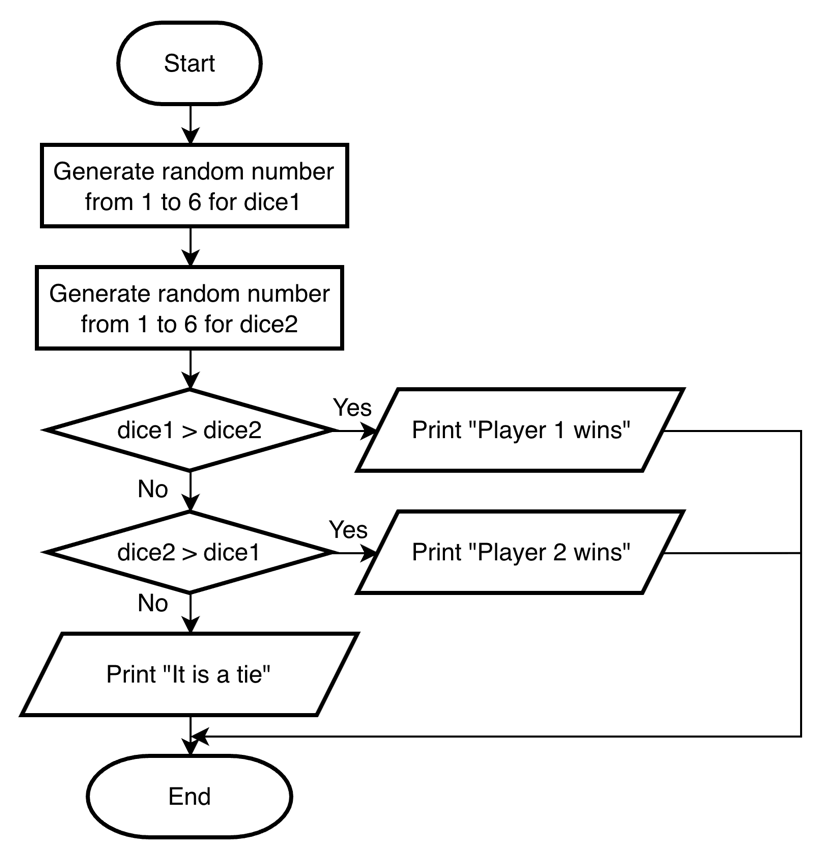 Start
Generate random number
from 1 to 6 for dice1
Generate random number
from 1 to 6 for dice2
dice1 > dice2
Yes
Print "Player 1 wins"
No
dice2 > dice1
Yes
Print "Player 2 wins"
No
Print "It is a tie"
End